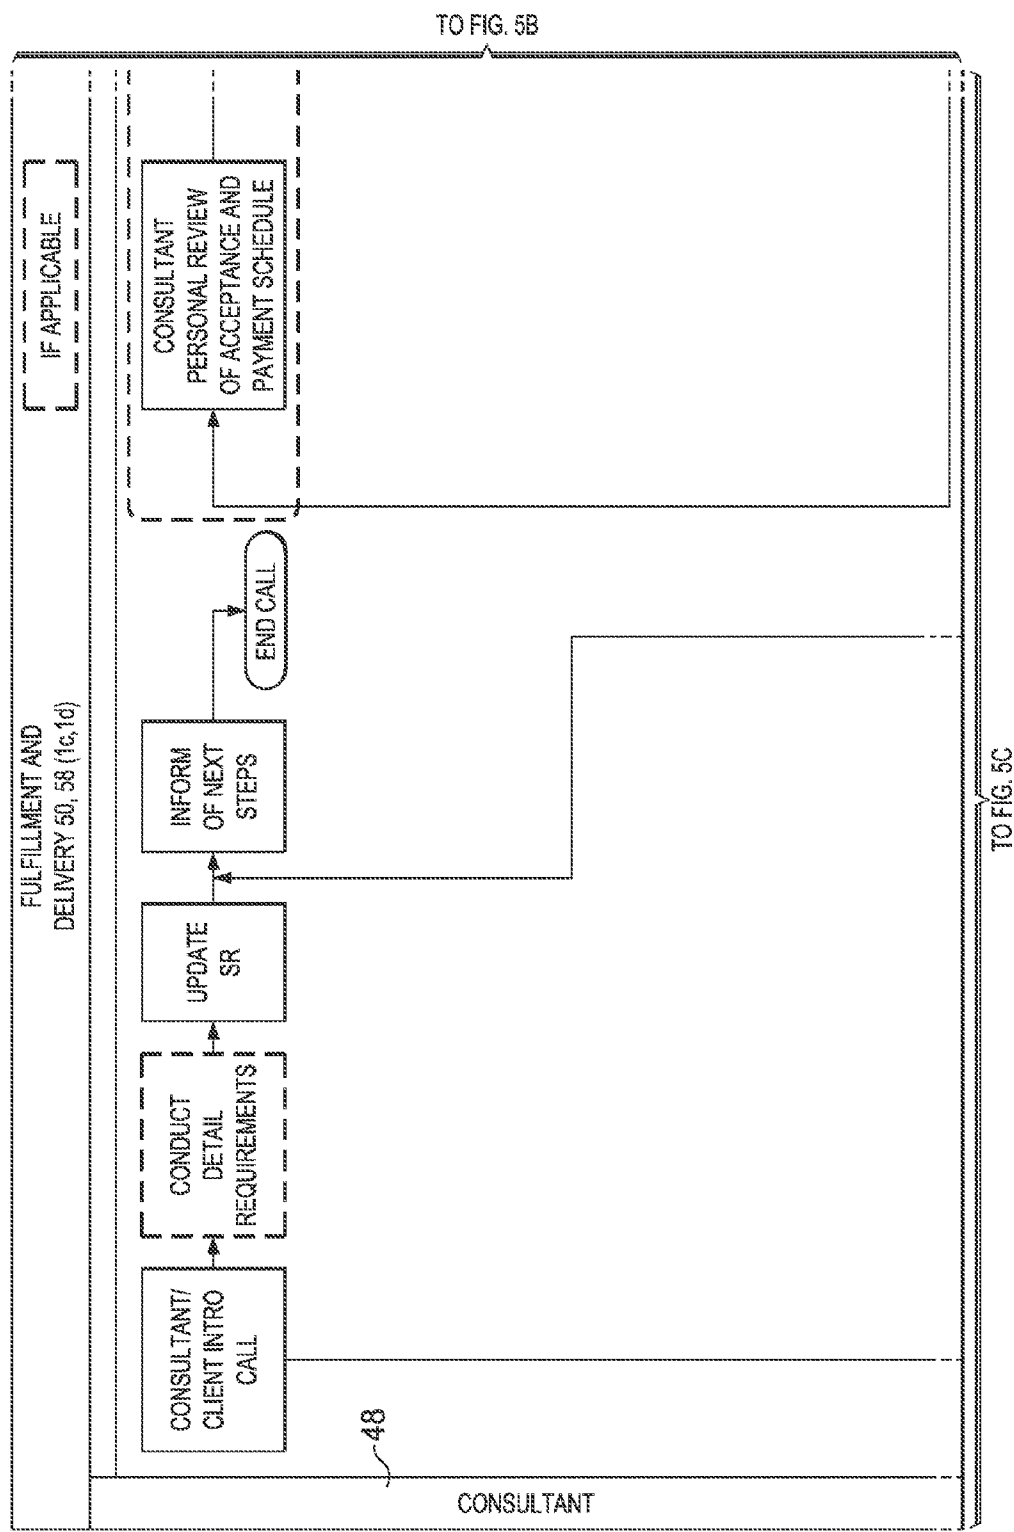 FULFILLMENT AND
DELIVERY 50, 58 (1c,1d)
IF APPLICABLE
CONSULTANT
48
CONSULTANT/
CLIENT INTRO
CALL
CONDUCT
DETAIL
REQUIREMENTS
UPDATE
SR
INFORM
OF NEXT
STEPS
END CALL
CONSULTANT
PERSONAL REVIEW
OF ACCEPTANCE AND
PAYMENT SCHEDULE
TO FIG. 5B
TO FIG. 5C